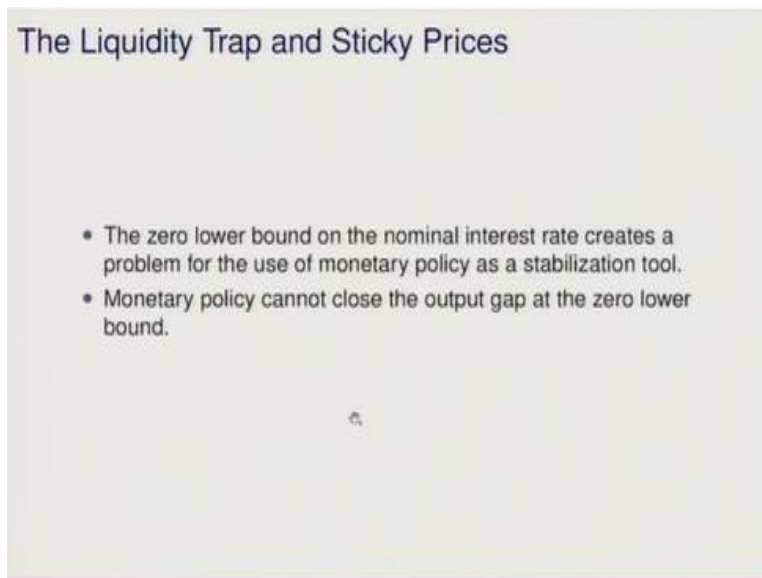 The Liquidity Trap and Sticky Prices
• The zero lower bound on the nominal interest rate creates a
problem for the use of monetary policy as a stabilization tool.
• Monetary policy cannot close the output gap at the zero lower
bound.